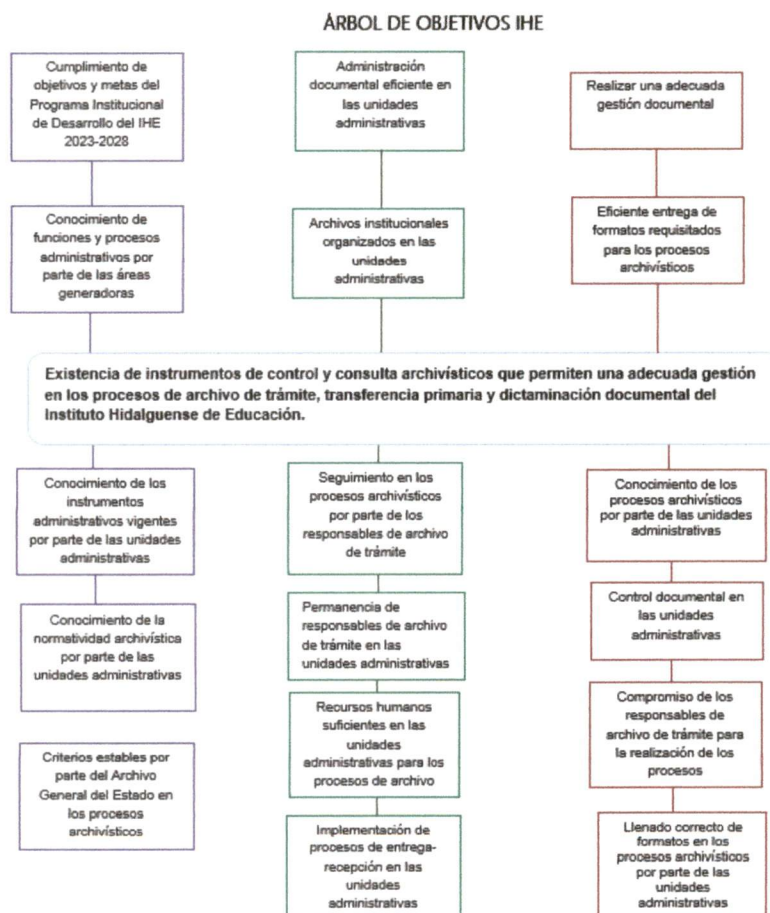 ÁRBOL DE OBJETIVOS IHE
Cumplimiento de
objetivos y metas del
Programa Institucional
de Desarrollo del IHE
2023-2028
Administración
documental eficiente en
las unidades
administrativas
Realizar una adecuada
gestión documental
Conocimiento de
funciones y procesos
administrativos por
parte de las áreas
generadoras
Archivos institucionales
organizados en las
unidades
administrativas
Eficiente entrega de
formatos requisitados
para los procesos
archivísticos
Existencia de instrumentos de control y consulta archivísticos que permiten una adecuada gestión
en los procesos de archivo de trámite, transferencia primaria y dictaminación documental del
Instituto Hidalguense de Educación.
Conocimiento de los
instrumentos
administrativos vigentes
por parte de las unidades
administrativas
Seguimiento en los
procesos archivísticos
por parte de los
responsables de archivo
de trámite
Conocimiento de los
procesos archivísticos
por parte de las unidades
administrativas
Conocimiento de la
normatividad archivística
por parte de las
unidades administrativas
Permanencia de
responsables de archivo
de trámite en las
unidades administrativas
Control documental en
las unidades
administrativas
Criterios estables por
parte del Archivo
General del Estado en
los procesos
archivísticos
Recursos humanos
suficientes en las
unidades
administrativas para los
procesos de archivo
Compromiso de los
responsables de
archivo de trámite para
la realización de los
procesos
Implementación de
procesos de entrega-
recepción en las
unidades
administrativas
Llenado correcto de
formatos en los
procesos archivísticos
por parte de las
unidades
administrativas